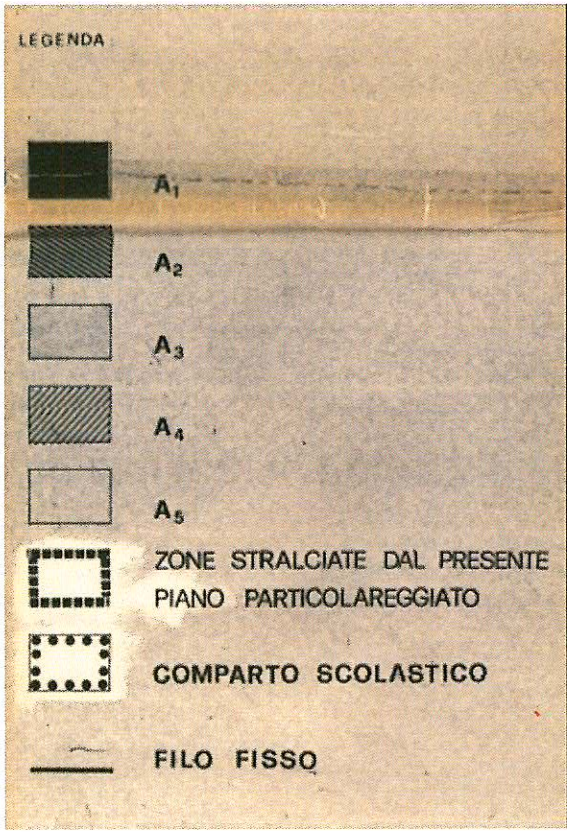 LEGENDA
A₁
A₂
A₃
A₄
A₅
ZONE STRALCIATE DAL PRESENTE
PIANO PARTICOLAREGGIATO
COMPARTO SCOLASTICO
FILO FISSO